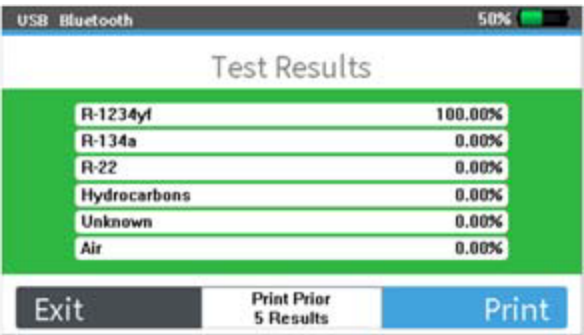 USB Bluetooth 50%
Test Results
R-1234yf 100.00%
R-134a 0.00%
R-22 0.00%
Hydrocarbons 0.00%
Unknown 0.00%
Air 0.00%
Exit
Print Prior
5 Results
Print